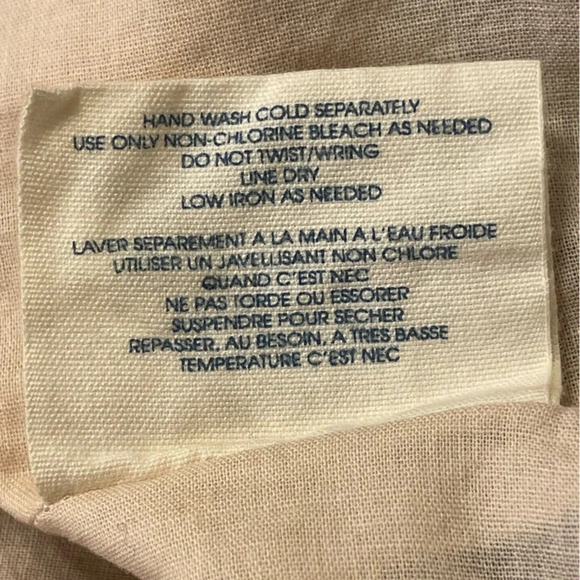 HAND WASH COLD SEPARATELY
USE ONLY NON-CHLORINE BLEACH AS NEEDED
DO NOT TWIST/WRING
LINE DRY
LOW IRON AS NEEDED
LAVER SEPAREMENT A LA MAIN A L'EAU FROIDE
UTILISER UN JAVELLISANT NON CHLORE
QUAND C'EST NEC
NE PAS TORDE OU ESSORER
SUSPENDRE POUR SECHER
REPASSER, AU BESOIN, A TRES BASSE
TEMPERATURE C'EST NEC